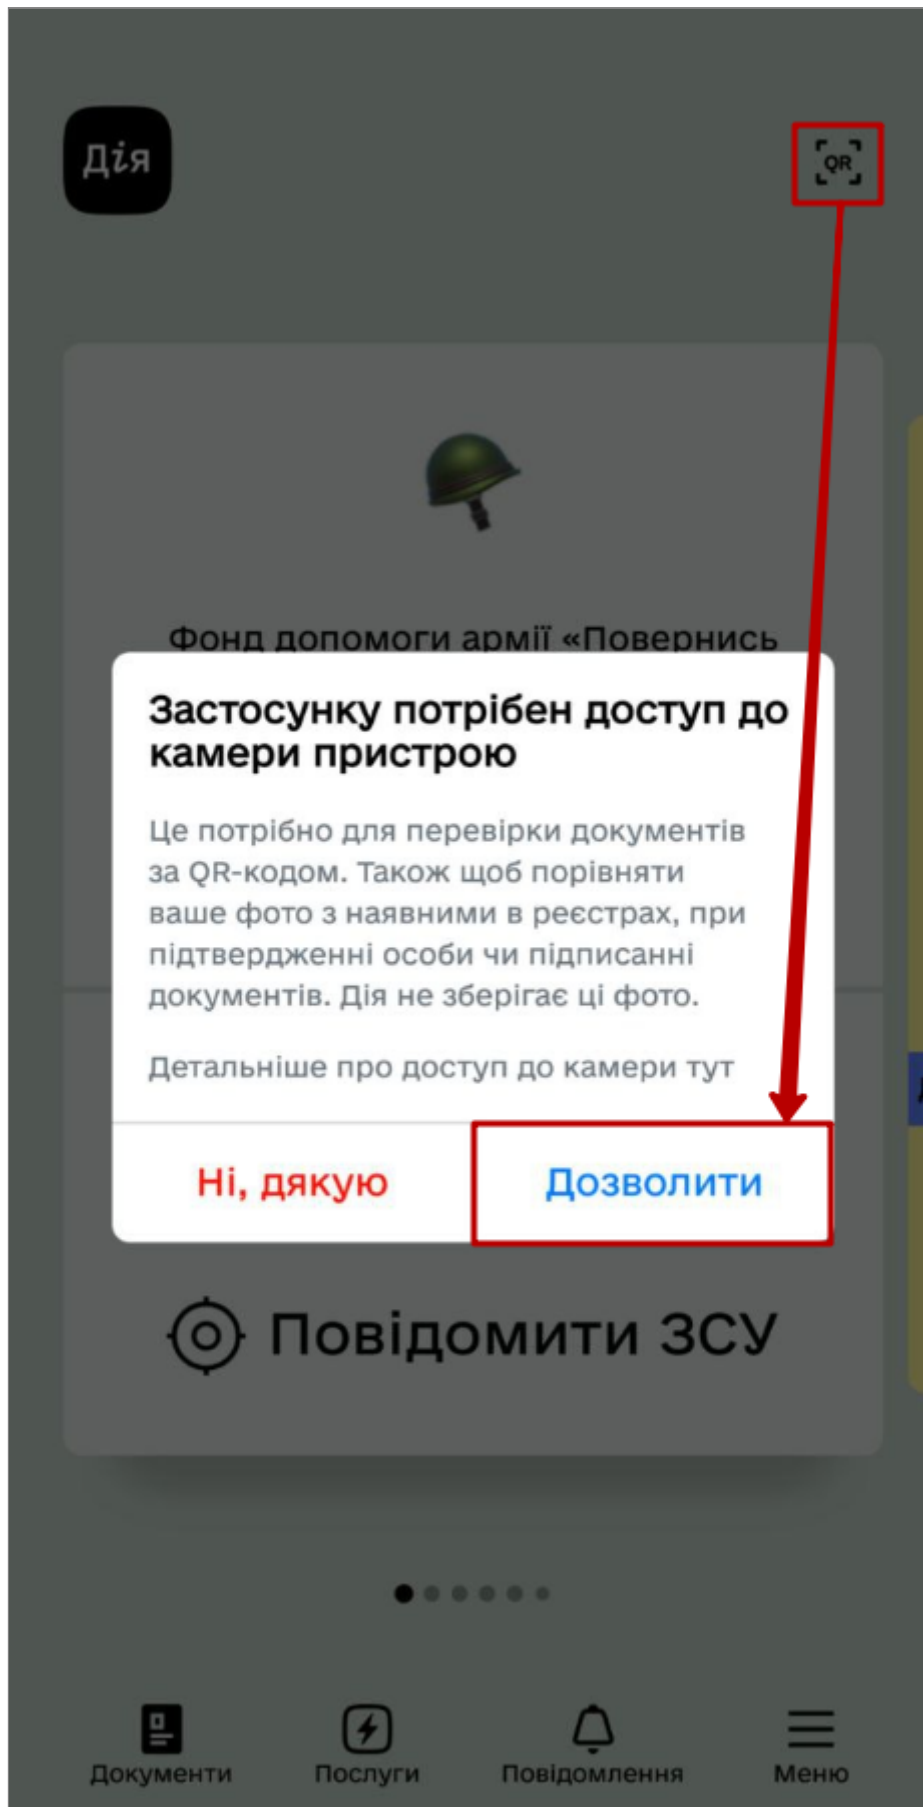 Дія
QR
Фонд допомоги армії «Повернись
Застосунку потрібен доступ до
камери пристрою
Це потрібно для перевірки документів
за QR-кодом. Також щоб порівняти
ваше фото з наявними в реєстрах, при
підтвердженні особи чи підписанні
документів. Дія не зберігає ці фото.
Детальніше про доступ до камери тут
Ні, дякую
Дозволити
Повідомити ЗСУ
Документи
Послуги
Повідомлення
Меню